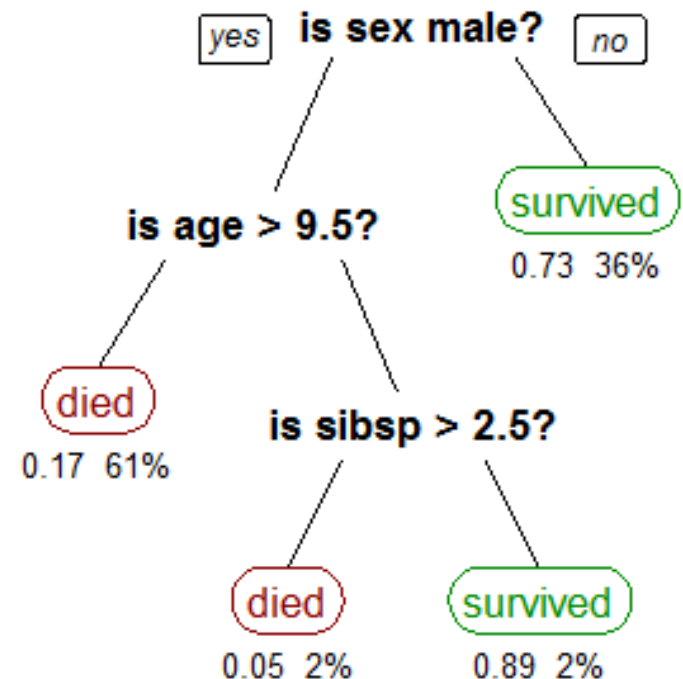 yes is sex male? no
is age > 9.5?
survived
0.73 36%
died
0.17 61%
is sibsp > 2.5?
died
0.05 2%
survived
0.89 2%